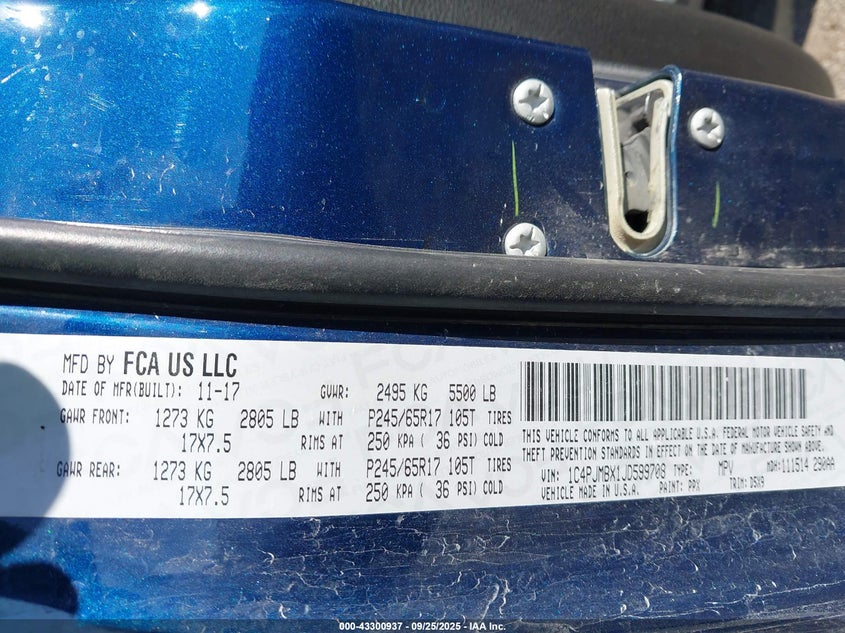 MFD BY FCA US LLC
DATE OF MFR(BUILT): 11-17 GVWR: 2495 KG 5500 LB
GAWR FRONT: 1273 KG 2805 LB WITH P245/65R17 105T TIRES
17X7.5 RIMS AT 250 KPA ( 36 PSI) COLD
GAWR REAR: 1273 KG 2805 LB WITH P245/65R17 105T TIRES
17X7.5 RIMS AT 250 KPA ( 36 PSI) COLD
THIS VEHICLE CONFORMS TO ALL APPLICABLE U.S.A. FEDERAL MOTOR VEHICLE SAFETY AND
THEFT PREVENTION STANDARDS IN EFFECT ON THE DATE OF MANUFACTURE SHOWN ABOVE.
VIN: 1C4PJMBX1JD599708 TYPE: MPV MDH:111514 290AA
VEHICLE MADE IN U.S.A. PAINT: PPX TRIM: D5X9
000-43300937 - 09/25/2025 - IAA Inc.